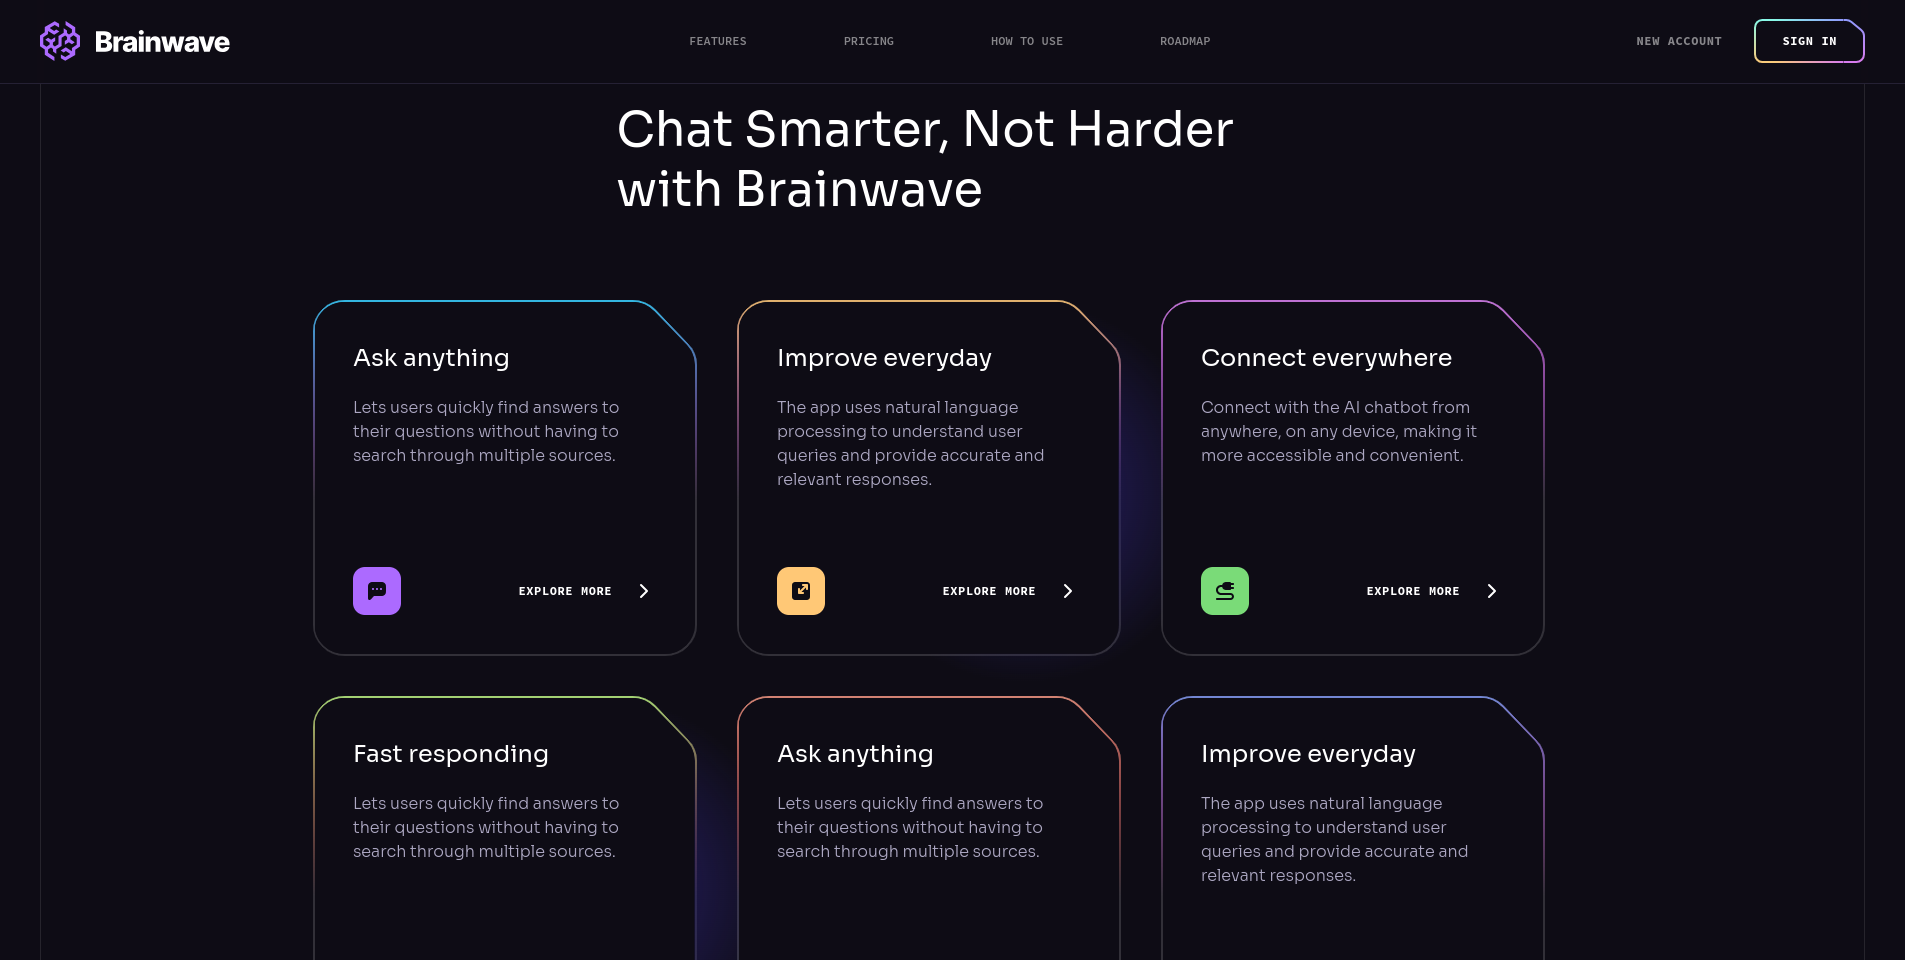 Brainwave
FEATURES
PRICING
HOW TO USE
ROADMAP
NEW ACCOUNT
SIGN IN
Chat Smarter, Not Harder
with Brainwave
Ask anything
Lets users quickly find answers to
their questions without having to
search through multiple sources.
EXPLORE MORE
Improve everyday
The app uses natural language
processing to understand user
queries and provide accurate and
relevant responses.
EXPLORE MORE
Connect everywhere
Connect with the AI chatbot from
anywhere, on any device, making it
more accessible and convenient.
EXPLORE MORE
Fast responding
Lets users quickly find answers to
their questions without having to
search through multiple sources.
Ask anything
Lets users quickly find answers to
their questions without having to
search through multiple sources.
Improve everyday
The app uses natural language
processing to understand user
queries and provide accurate and
relevant responses.